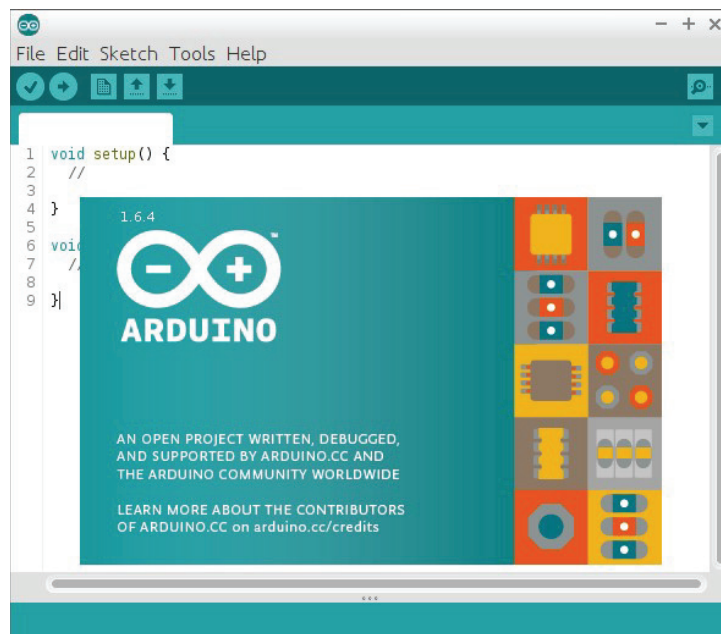 File Edit Sketch Tools Help
1 void setup() {
2 //
3
4 }
5
6
7
8
9 }
1.6.4
ARDUINO
™
AN OPEN PROJECT WRITTEN, DEBUGGED,
AND SUPPORTED BY ARDUINO.CC AND
THE ARDUINO COMMUNITY WORLDWIDE
LEARN MORE ABOUT THE CONTRIBUTORS
OF ARDUINO.CC on arduino.cc/credits